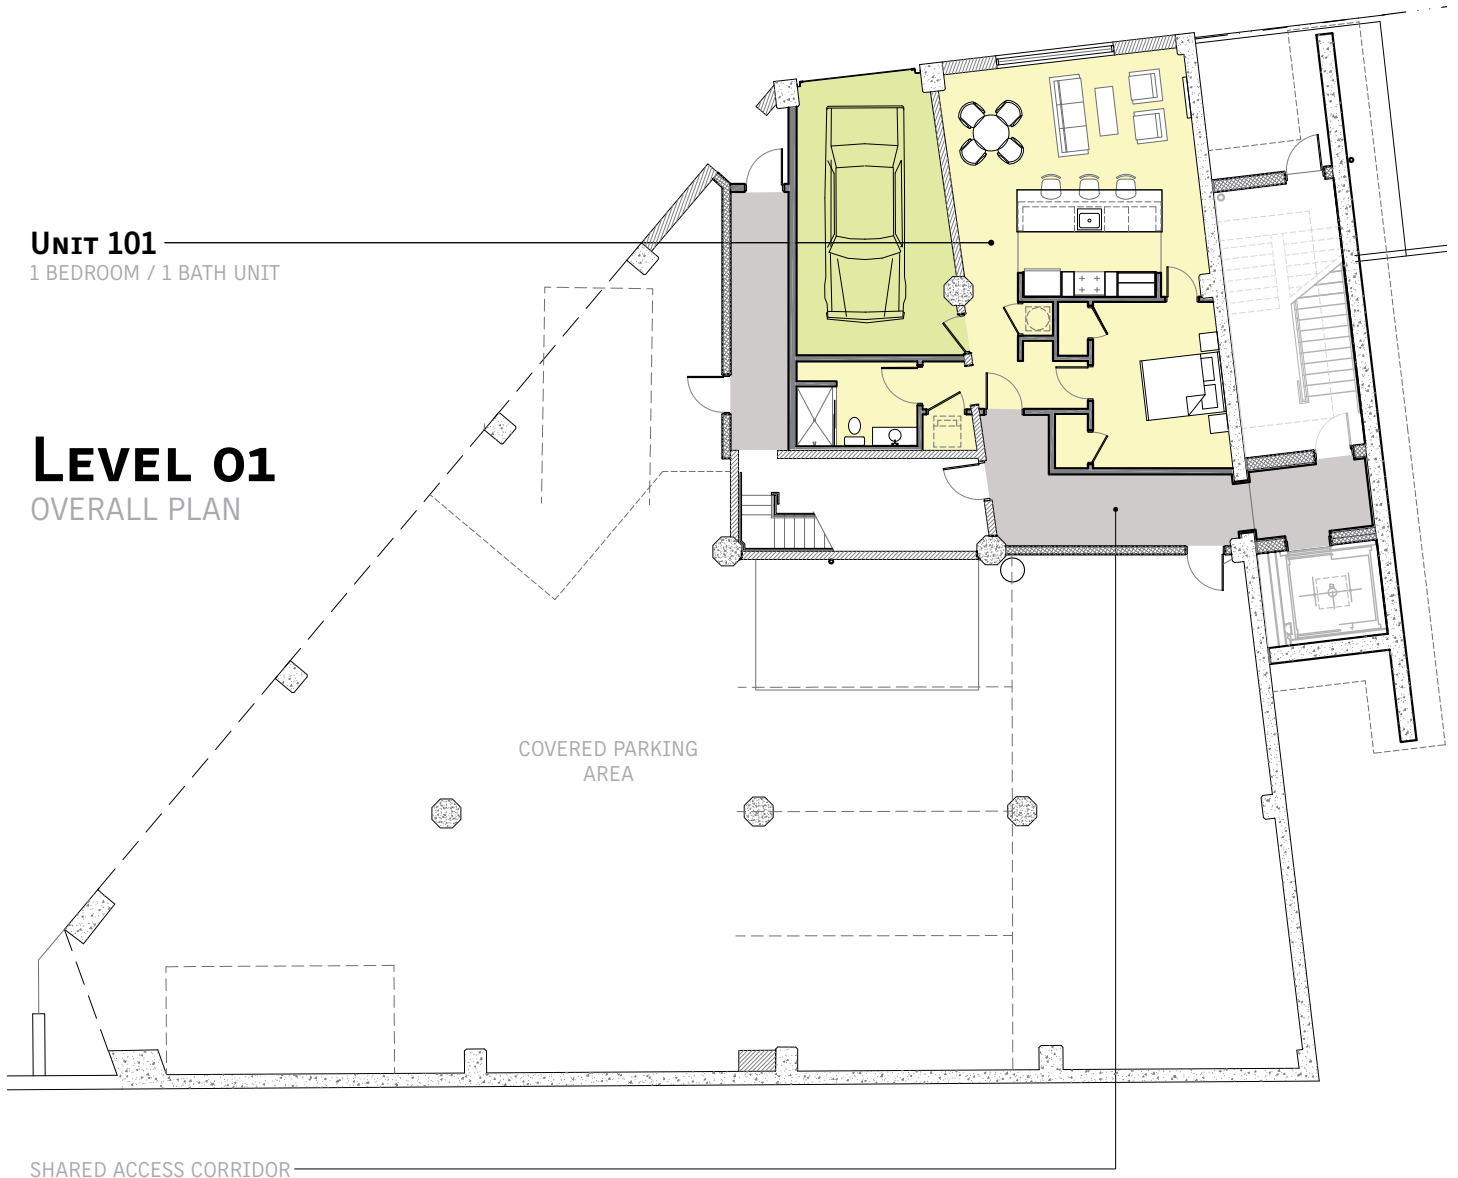 Unit 101
1 BEDROOM / 1 BATH UNIT
Level 01
OVERALL PLAN
COVERED PARKING
AREA
SHARED ACCESS CORRIDOR